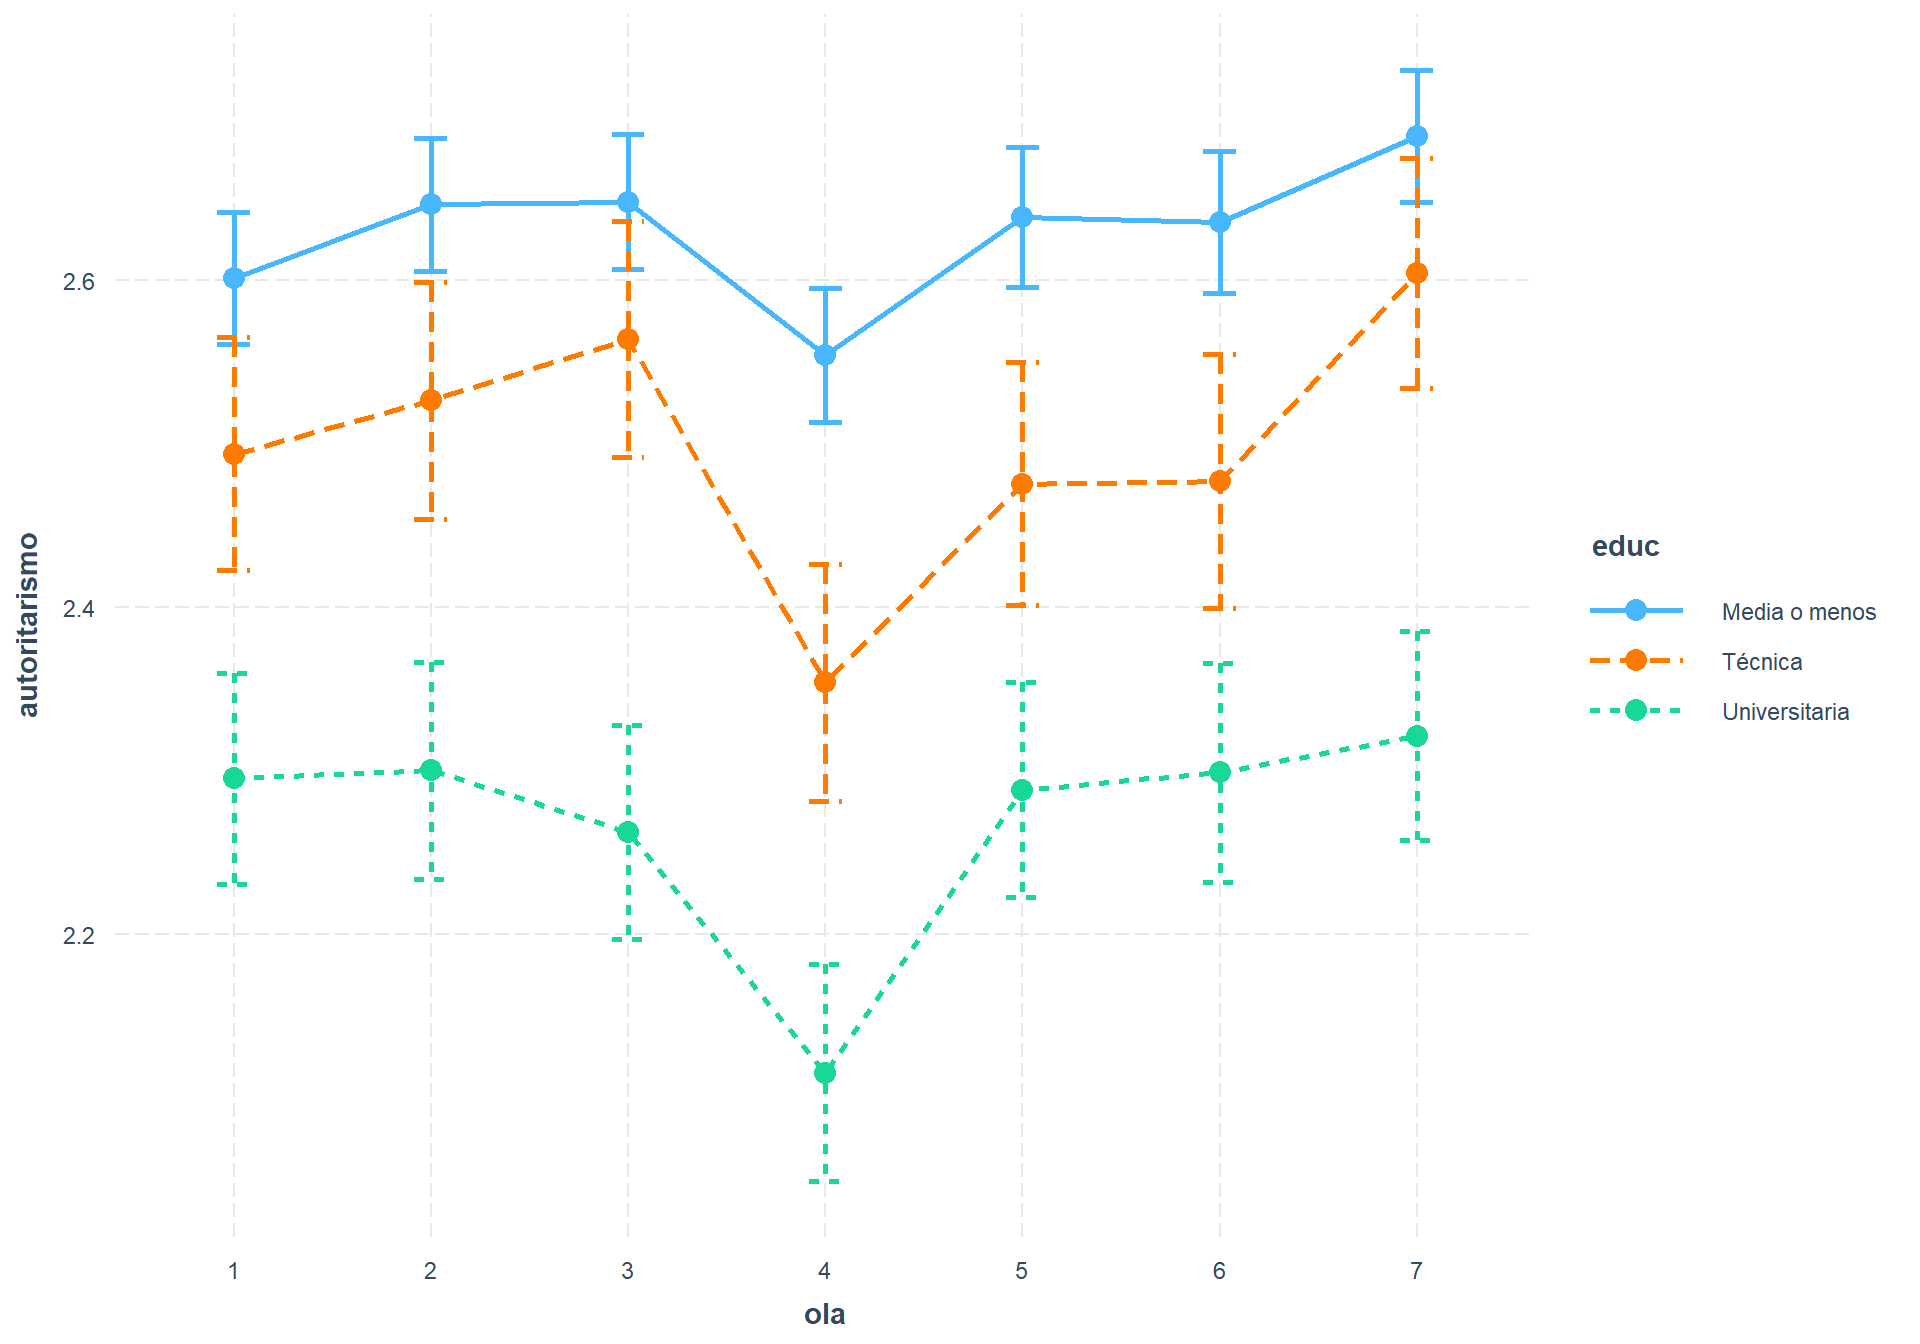 2.6
2.4
2.2
autoritarismo
1 2 3 4 5 6 7
ola
educ
Media o menos
Técnica
Universitaria